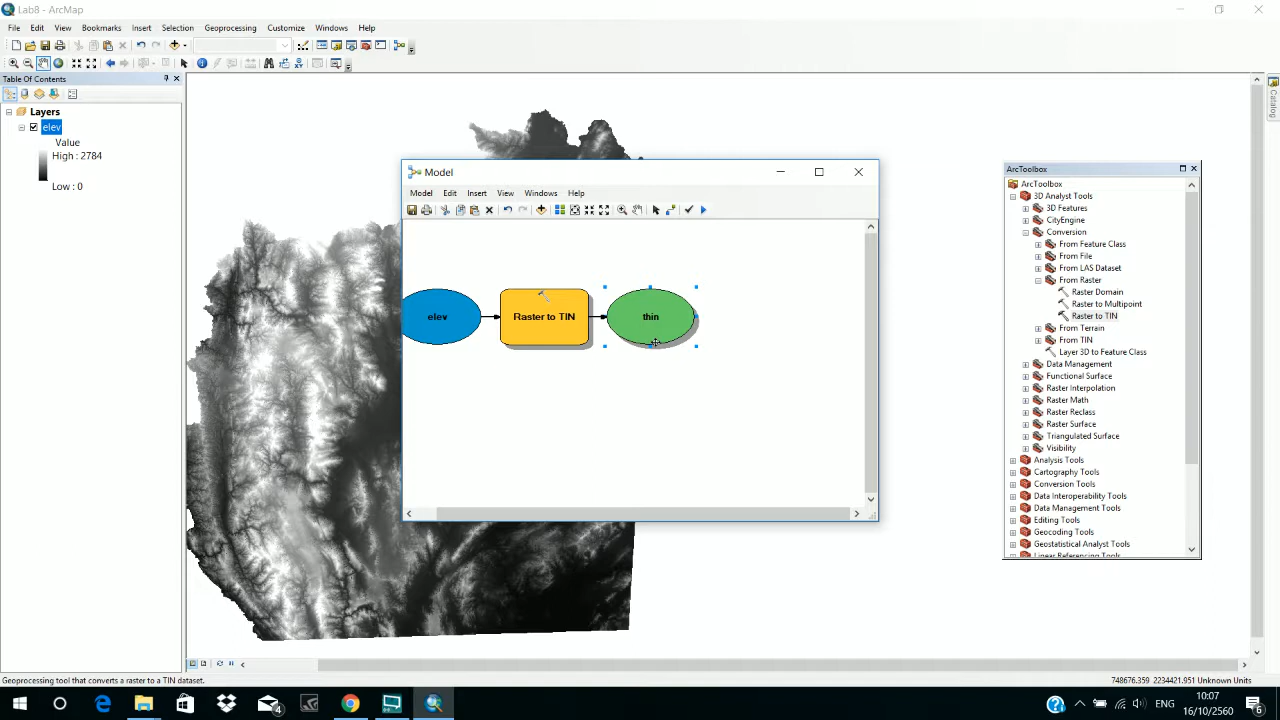 Lab8 - ArcMap
File Edit View Bookmarks Insert Selection Geoprocessing Customize Windows Help
Table Of Contents
Layers
elev
Value
High : 2784
Low : 0
Model
Model Edit Insert View Windows Help
elev
Raster to TIN
thin
Catalog
ArcToolbox
ArcToolbox
3D Analyst Tools
3D Features
CityEngine
Conversion
From Feature Class
From File
From LAS Dataset
From Raster
Raster Domain
Raster to Multipoint
Raster to TIN
From Terrain
From TIN
Layer 3D to Feature Class
Data Management
Functional Surface
Raster Interpolation
Raster Math
Raster Reclass
Raster Surface
Triangulated Surface
Visibility
Analysis Tools
Cartography Tools
Conversion Tools
Data Interoperability Tools
Data Management Tools
Editing Tools
Geocoding Tools
Geostatistical Analyst Tools
Linear Referencing Tools
Geoprocessing tool that converts a raster to a TIN dataset.
748676.359 2234421.951 Unknown Units
4
ENG
10:07
16/10/2560
6